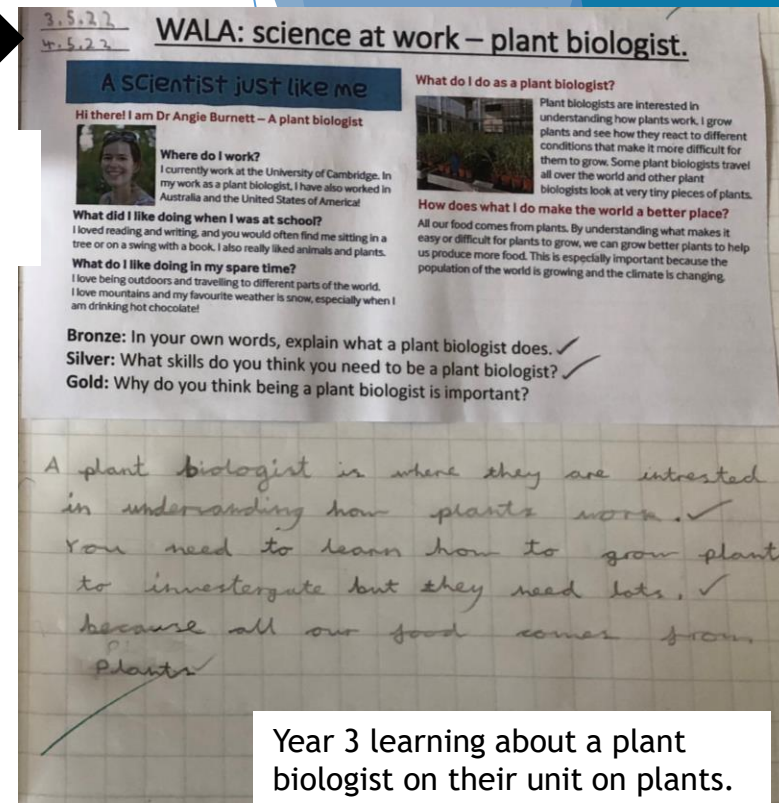 3.5.22
4.5.22
WALA: science at work – plant biologist.
A scientist just like me
Hi there! I am Dr Angie Burnett – A plant biologist
Where do I work?
I currently work at the University of Cambridge. In
my work as a plant biologist, I have also worked in
Australia and the United States of America!
What did I like doing when I was at school?
I loved reading and writing, and you would often find me sitting in a
tree or on a swing with a book. I also really liked animals and plants.
What do I like doing in my spare time?
I love being outdoors and travelling to different parts of the world.
I love mountains and my favourite weather is snow, especially when I
am drinking hot chocolate!
What do I do as a plant biologist?
Plant biologists are interested in
understanding how plants work. I grow
plants and see how they react to different
conditions that make it more difficult for
them to grow. Some plant biologists travel
all over the world and other plant
biologists look at very tiny pieces of plants.
How does what I do make the world a better place?
All our food comes from plants. By understanding what makes it
easy or difficult for plants to grow, we can grow better plants to help
us produce more food. This is especially important because the
population of the world is growing and the climate is changing.
Bronze: In your own words, explain what a plant biologist does.
Silver: What skills do you think you need to be a plant biologist?
Gold: Why do you think being a plant biologist is important?
A plant biologist is where they are intrested
in undersanding how plants work.
You need to learn how to grow plant
to investergate but they need lots.
because all our food comes from
plants
Year 3 learning about a plant
biologist on their unit on plants.